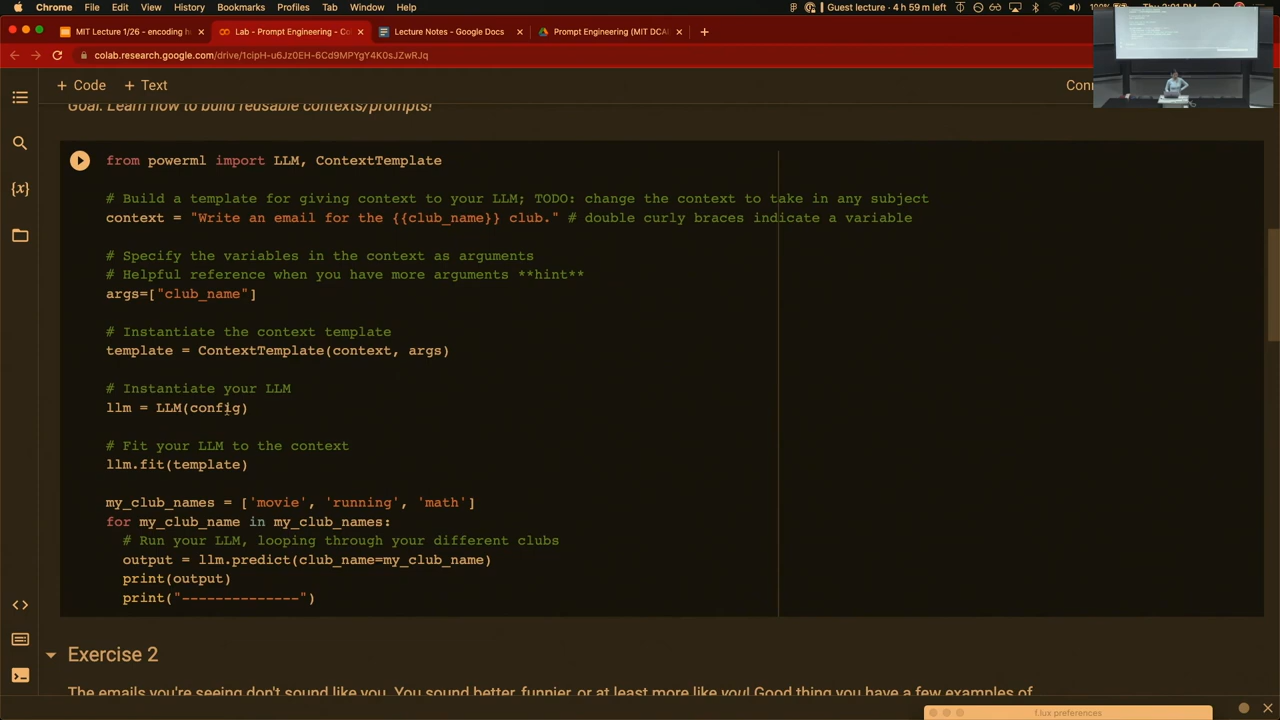 Chrome File Edit View History Bookmarks Profiles Tab Window Help Guest lecture • 4 h 59 m left Thu 2:01 PM
MIT Lecture 1/26 - encoding h Lab - Prompt Engineering - Co Lecture Notes - Google Docs Prompt Engineering (MIT DCA
colab.research.google.com/drive/1cipH-u6Jz0EH-6Cd9MPYgY4K0sJZwRJq
+ Code + Text Conn
Goal: Learn how to build reusable contexts/prompts!
from powerml import LLM, ContextTemplate
# Build a template for giving context to your LLM; TODO: change the context to take in any subject
context = "Write an email for the {{club_name}} club." # double curly braces indicate a variable
# Specify the variables in the context as arguments
# Helpful reference when you have more arguments **hint**
args=["club_name"]
# Instantiate the context template
template = ContextTemplate(context, args)
# Instantiate your LLM
llm = LLM(config)
# Fit your LLM to the context
llm.fit(template)
my_club_names = ['movie', 'running', 'math']
for my_club_name in my_club_names:
# Run your LLM, looping through your different clubs
output = llm.predict(club_name=my_club_name)
print(output)
print("--------------")
Exercise 2
The emails you're seeing don't sound like you. You sound better, funnier, or at least more like you! Good thing you have a few examples of
f.lux preferences